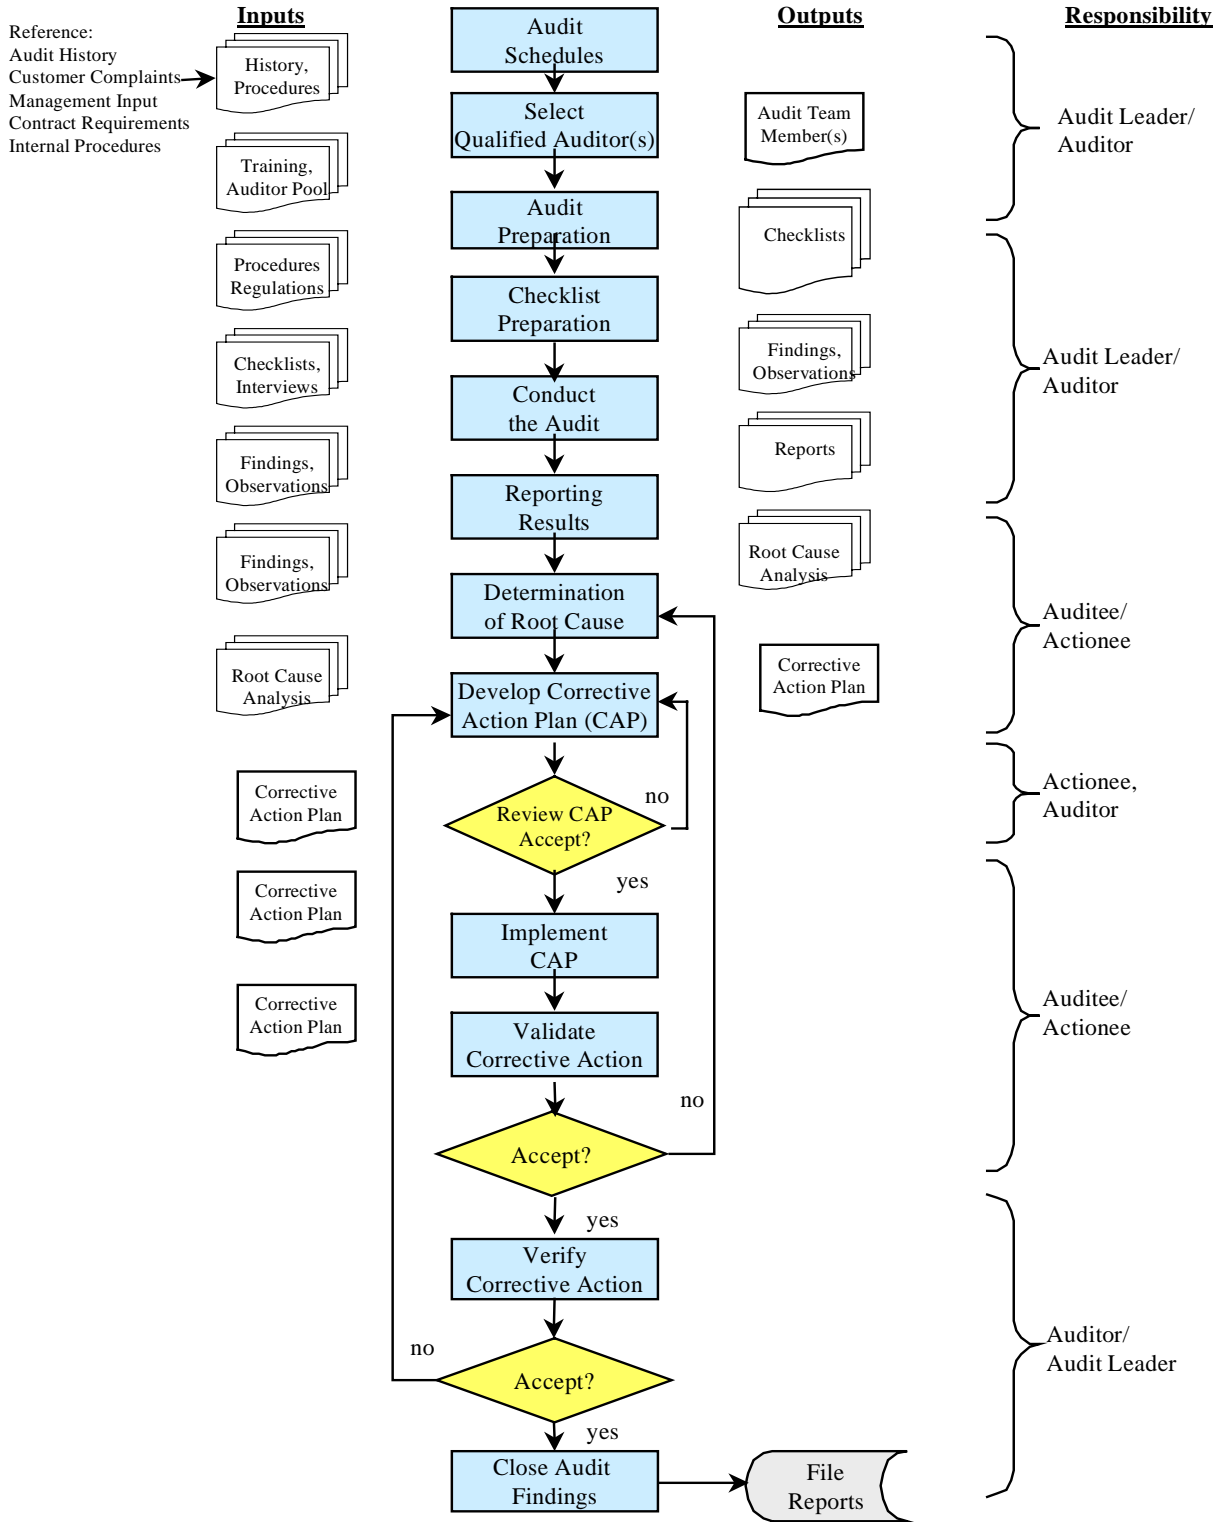 Inputs
Outputs
Responsibility
Reference:
Audit History
Customer Complaints
Management Input
Contract Requirements
Internal Procedures
History,
Procedures
Training,
Auditor Pool
Procedures
Regulations
Checklists,
Interviews
Findings,
Observations
Findings,
Observations
Root Cause
Analysis
Corrective
Action Plan
Corrective
Action Plan
Corrective
Action Plan
Audit
Schedules
Select
Qualified Auditor(s)
Audit
Preparation
Checklist
Preparation
Conduct
the Audit
Reporting
Results
Determination
of Root Cause
Develop Corrective
Action Plan (CAP)
Review CAP
Accept?
no
yes
Implement
CAP
Validate
Corrective Action
Accept?
no
yes
Verify
Corrective Action
Accept?
no
yes
Close Audit
Findings
Audit Team
Member(s)
Checklists
Findings,
Observations
Reports
Root Cause
Analysis
Corrective
Action Plan
File
Reports
Audit Leader/
Auditor
Audit Leader/
Auditor
Auditee/
Actionee
Actionee,
Auditor
Auditee/
Actionee
Auditor/
Audit Leader